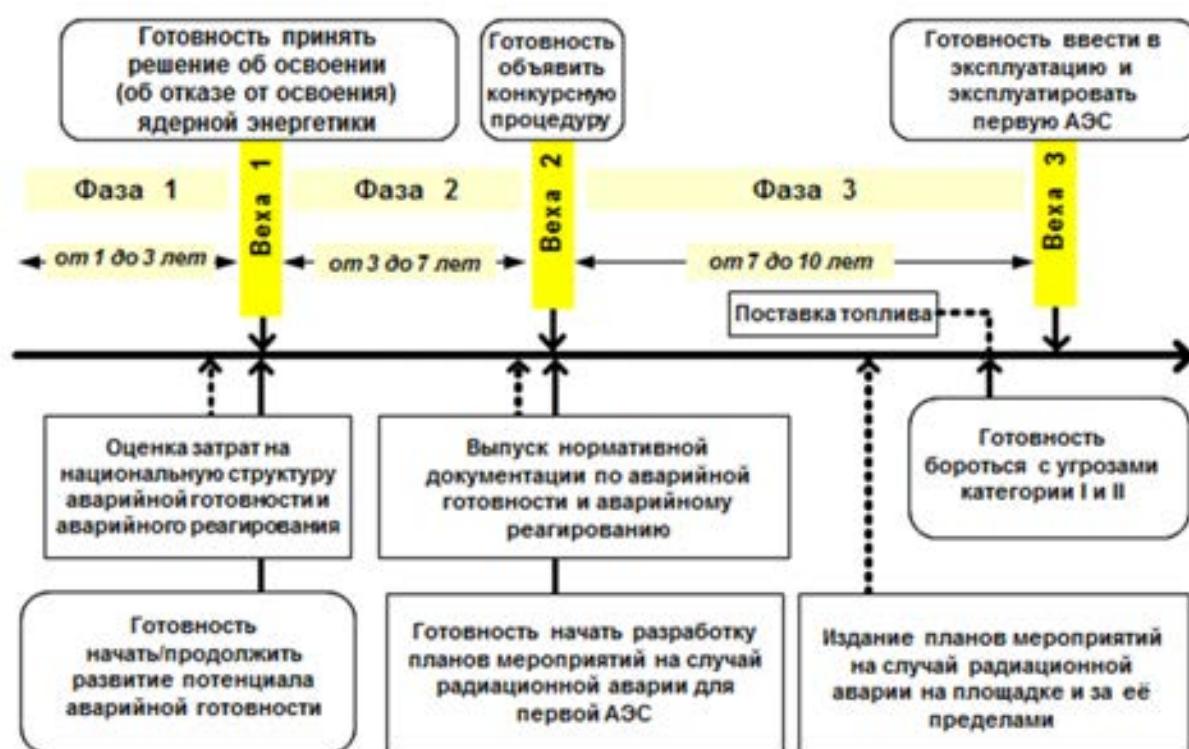 Готовность принять
решение об освоении
(об отказе от освоения)
ядерной энергетики
Готовность
объявить
конкурсную
процедуру
Готовность ввести в
эксплуатацию и
эксплуатировать
первую АЭС
Фаза 1
Веха 1
Фаза 2
Веха 2
Фаза 3
Веха 3
от 1 до 3 лет
от 3 до 7 лет
от 7 до 10 лет
Поставка топлива
Оценка затрат на
национальную структуру
аварийной готовности и
аварийного реагирования
Выпуск нормативной
документации по аварийной
готовности и аварийному
реагированию
Готовность
бороться с угрозами
категории I и II
Готовность
начать/продолжить
развитие потенциала
аварийной готовности
Готовность начать разработку
планов мероприятий на случай
радиационной аварии для
первой АЭС
Издание планов мероприятий
на случай радиационной
аварии на площадке и за её
пределами